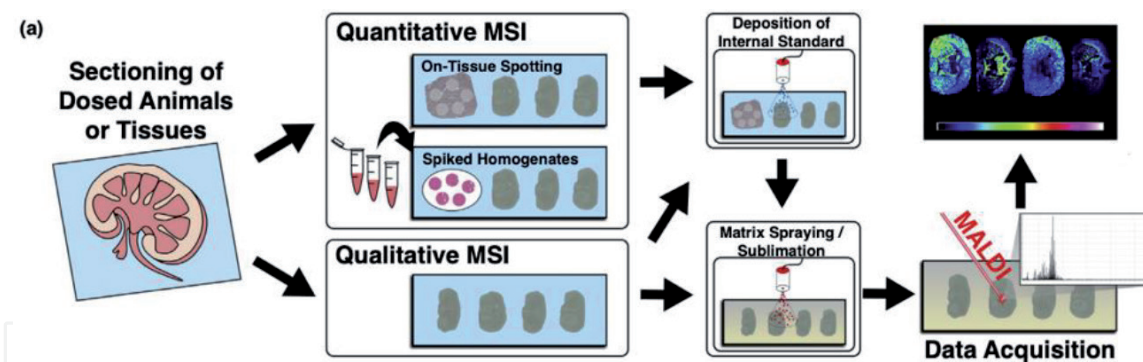 (a)
Sectioning of
Dosed Animals
or Tissues
Quantitative MSI
On-Tissue Spotting
Spiked Homogenates
Qualitative MSI
Deposition of
Internal Standard
Matrix Spraying /
Sublimation
MALDI
Data Acquisition